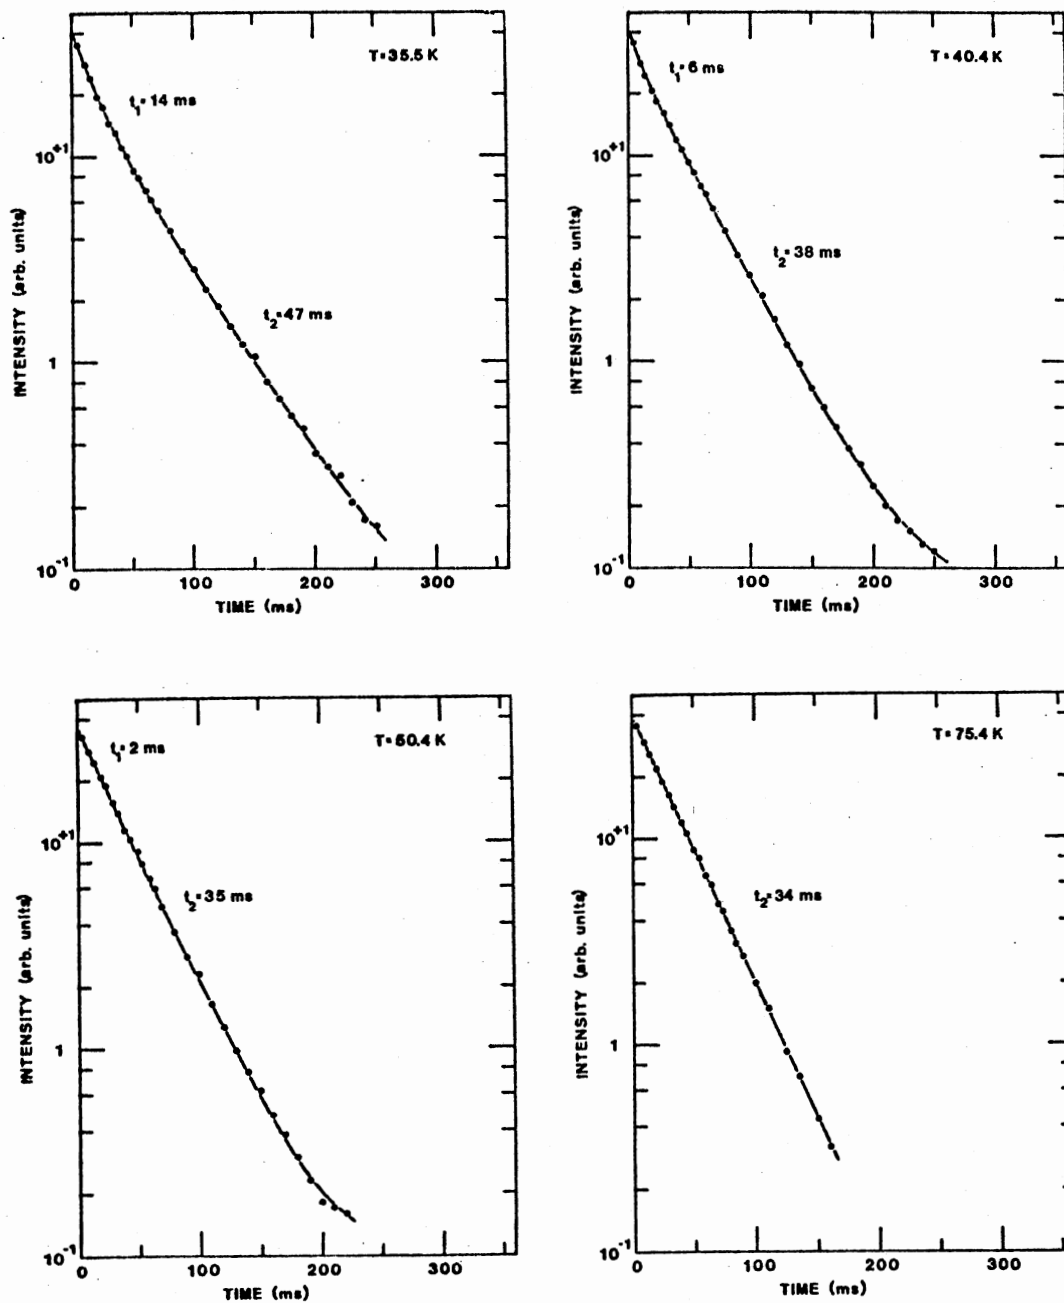 T=35.5 K
t1=14 ms
10+1
t2=47 ms
1
10-1
0
100
200
300
TIME (ms)
INTENSITY (arb. units)
T=40.4 K
t1=6 ms
10+1
t2=38 ms
1
10-1
0
100
200
300
TIME (ms)
INTENSITY (arb. units)
T=50.4 K
t1=2 ms
10+1
t2=35 ms
1
10-1
0
100
200
300
TIME (ms)
INTENSITY (arb. units)
T=75.4 K
10+1
t2=34 ms
1
10-1
0
100
200
300
TIME (ms)
INTENSITY (arb. units)